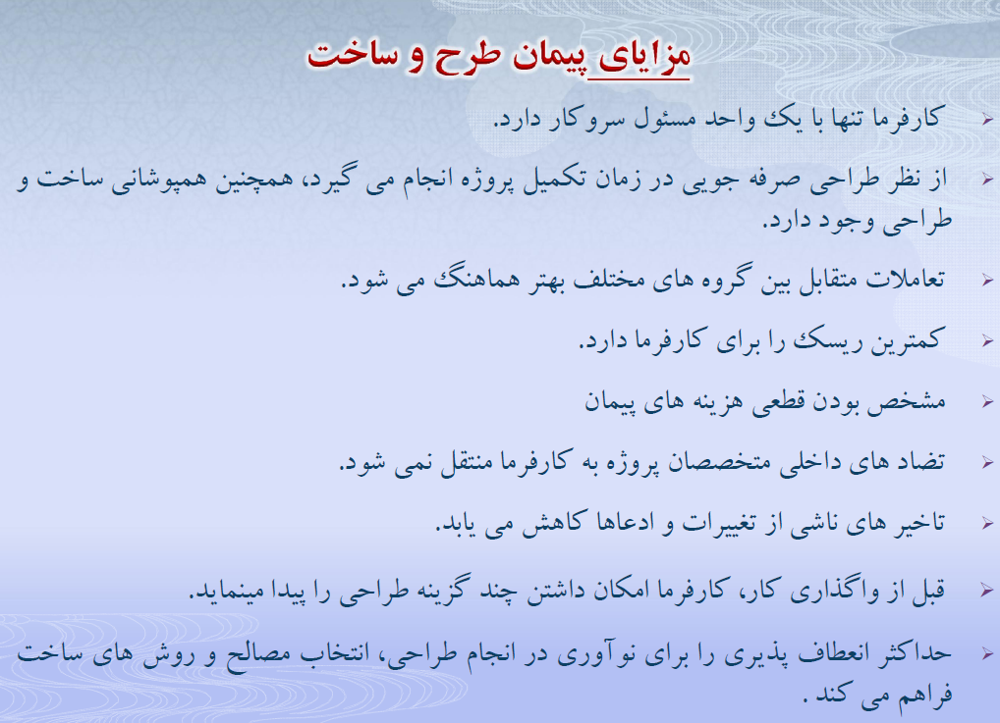 مزایای پیمان طرح و ساخت
کارفرما تنها با یک واحد مسئول سروکار دارد.
از نظر طراحی صرفه جویی در زمان تکمیل پروژه انجام می گیرد، همچنین همپوشانی ساخت و
طراحی وجود دارد.
تعاملات متقابل بین گروه های مختلف بهتر هماهنگ می شود.
کمترین ریسک را برای کارفرما دارد.
مشخص بودن قطعی هزینه های پیمان
تضاد های داخلی متخصصان پروژه به کارفرما منتقل نمی شود.
تاخیر های ناشی از تغییرات و ادعاها کاهش می یابد.
قبل از واگذاری کار، کارفرما امکان داشتن چند گزینه طراحی را پیدا مینماید.
حداکثر انعطاف پذیری را برای نوآوری در انجام طراحی، انتخاب مصالح و روش های ساخت
فراهم می کند .